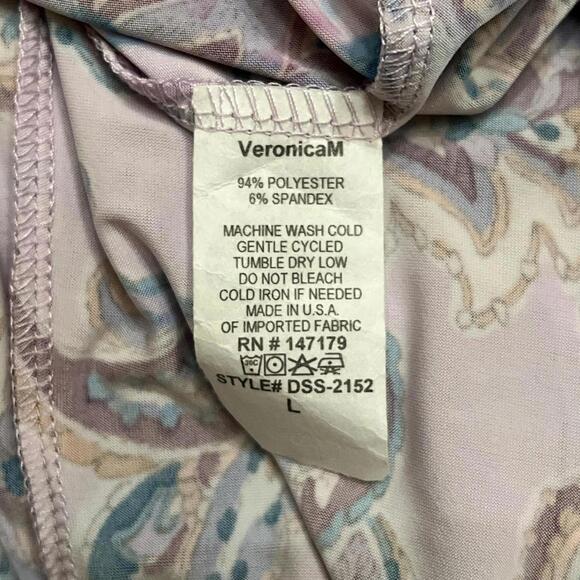 VeronicaM
94% POLYESTER
6% SPANDEX
MACHINE WASH COLD
GENTLE CYCLED
TUMBLE DRY LOW
DO NOT BLEACH
COLD IRON IF NEEDED
MADE IN U.S.A.
OF IMPORTED FABRIC
RN # 147179
30C
STYLE# DSS-2152
L